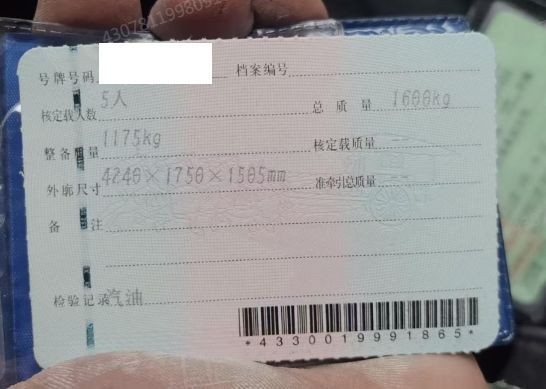 号牌号码 档案编号
核定载人数 5人 总质量 1600kg
整备质量 1175kg 核定载质量 --
外廓尺寸 4240×1750×1505mm 准牵引总质量 --
备注
检验记录 汽油
*4330019991865*